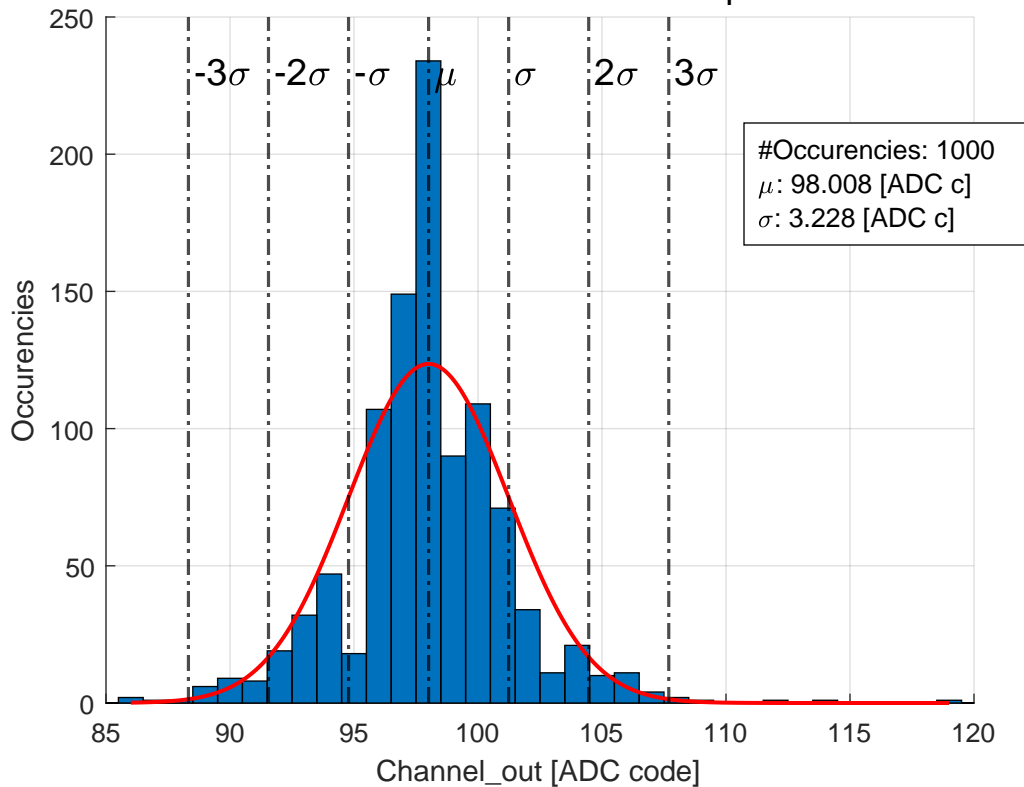 250
200
150
100
50
0
-3σ -2σ -σ μ σ 2σ 3σ
#Occurencies: 1000
μ: 98.008 [ADC c]
σ: 3.228 [ADC c]
Occurencies
85 90 95 100 105 110 115 120
Channel_out [ADC code]